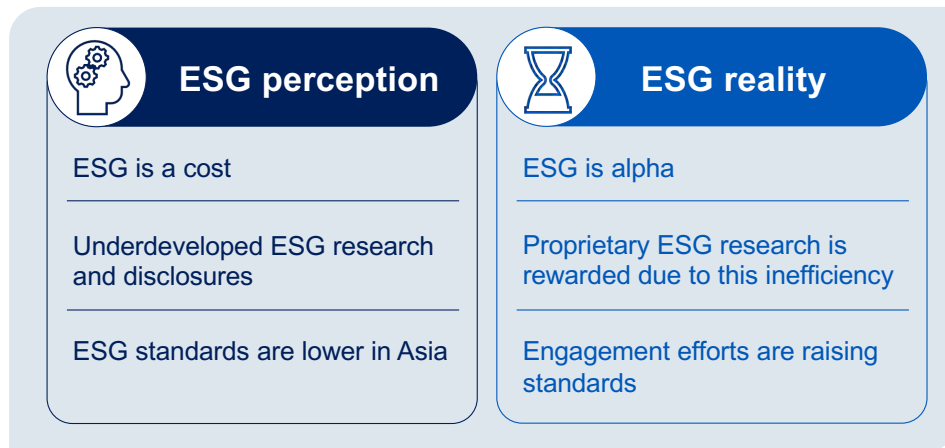 ESG perception
ESG is a cost
Underdeveloped ESG research
and disclosures
ESG standards are lower in Asia
ESG reality
ESG is alpha
Proprietary ESG research is
rewarded due to this inefficiency
Engagement efforts are raising
standards